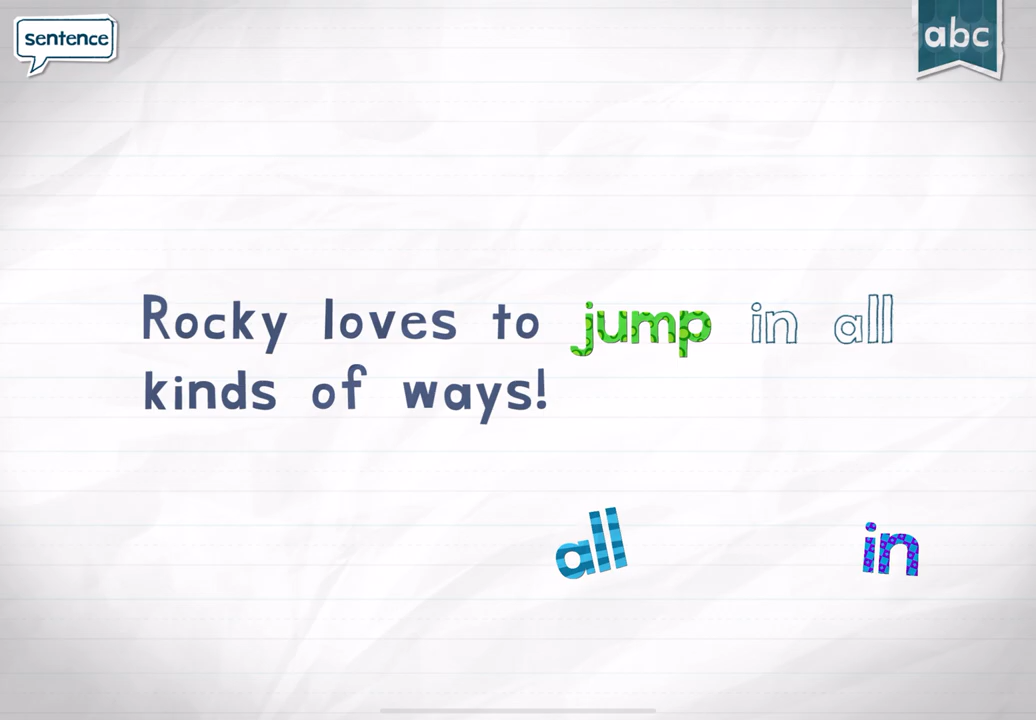 sentence
abc
Rocky loves to jump in all
kinds of ways!
all
in